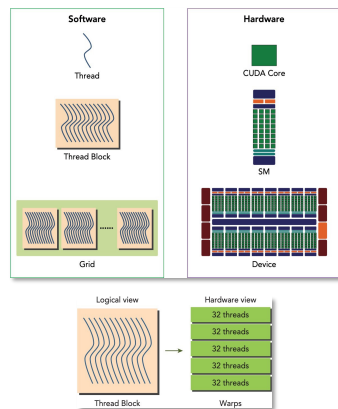 Software
Thread
Thread Block
......
Grid
Hardware
CUDA Core
SM
Device
Logical view
Thread Block
Hardware view
32 threads
32 threads
32 threads
32 threads
32 threads
Warps